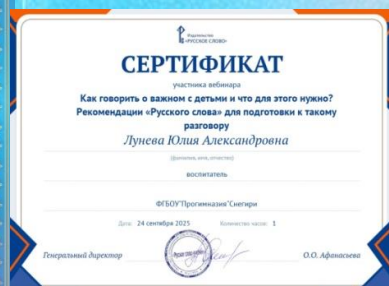 Издательство
«РУССКОЕ СЛОВО»
СЕРТИФИКАТ
участника вебинара
Как говорить о важном с детьми и что для этого нужно?
Рекомендации «Русского слова» для подготовки к такому
разговору
Лунева Юлия Александровна
(фамилия, имя, отчество)
воспитатель
ФГБОУ"Прогимназия"Снегири
Дата: 24 сентября 2025 Количество часов: 1
Генеральный директор О.О. Афанасьева